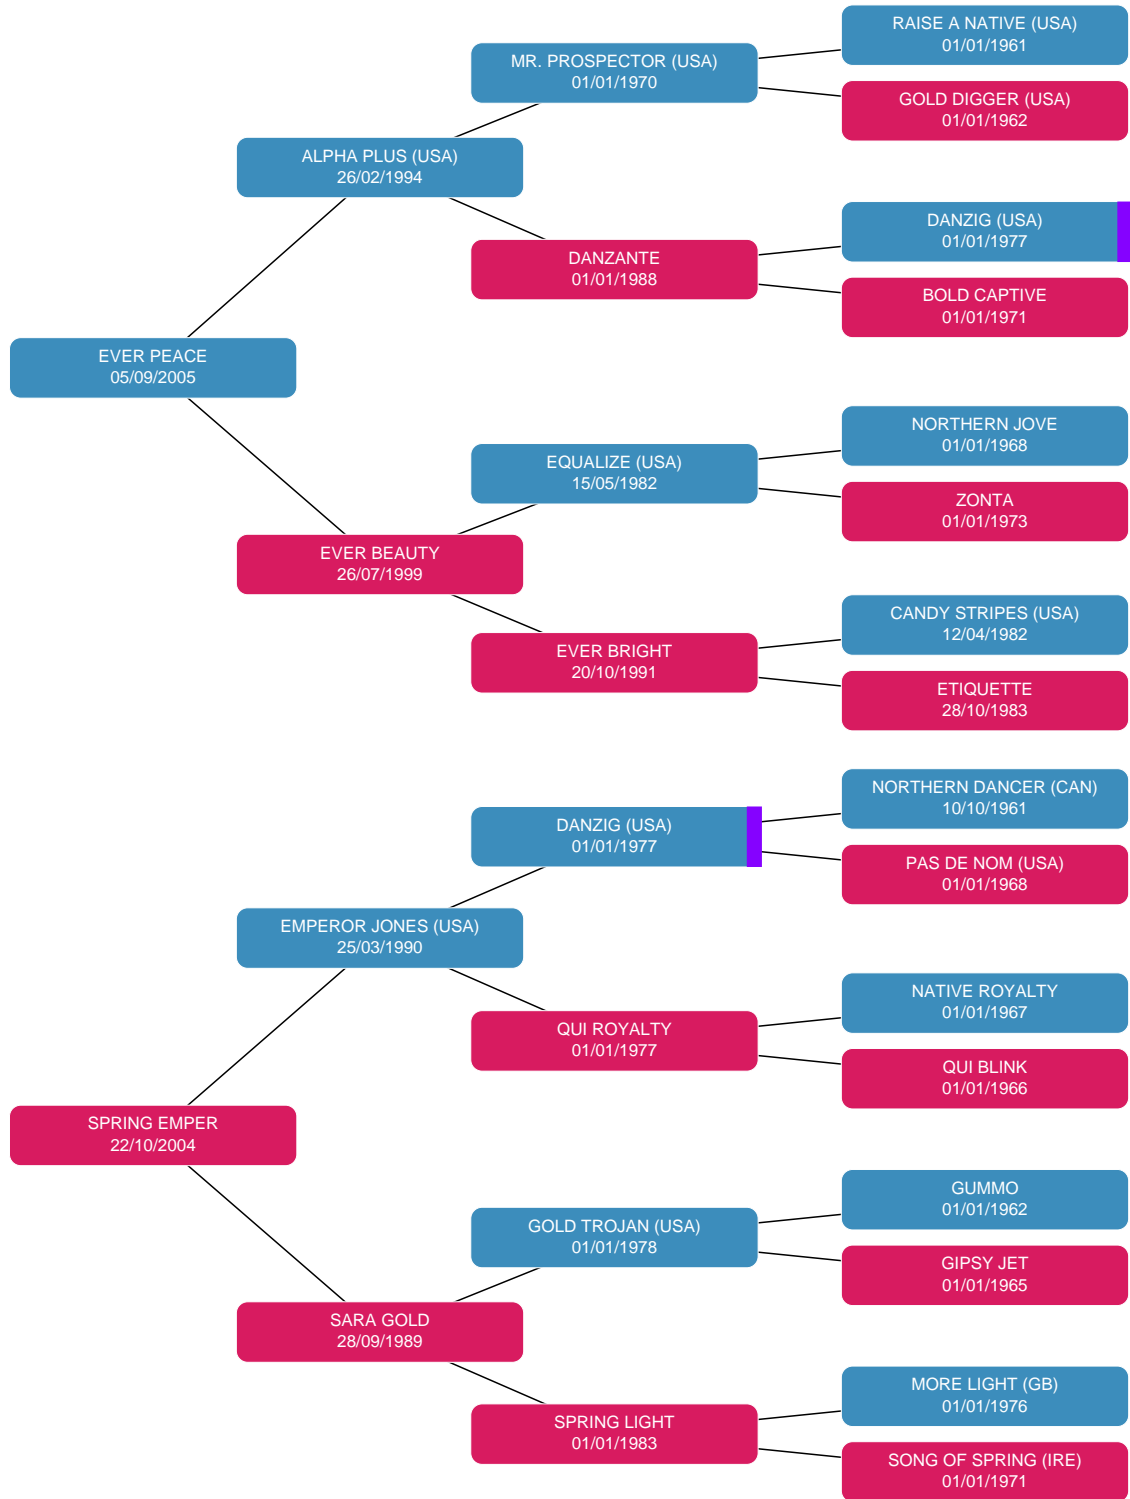 RAISE A NATIVE (USA)
01/01/1961
MR. PROSPECTOR (USA)
01/01/1970
GOLD DIGGER (USA)
01/01/1962
ALPHA PLUS (USA)
26/02/1994
DANZIG (USA)
01/01/1977
DANZANTE
01/01/1988
BOLD CAPTIVE
01/01/1971
EVER PEACE
05/09/2005
NORTHERN JOVE
01/01/1968
EQUALIZE (USA)
15/05/1982
ZONTA
01/01/1973
EVER BEAUTY
26/07/1999
CANDY STRIPES (USA)
12/04/1982
EVER BRIGHT
20/10/1991
ETIQUETTE
28/10/1983
NORTHERN DANCER (CAN)
10/10/1961
DANZIG (USA)
01/01/1977
PAS DE NOM (USA)
01/01/1968
EMPEROR JONES (USA)
25/03/1990
NATIVE ROYALTY
01/01/1967
QUI ROYALTY
01/01/1977
QUI BLINK
01/01/1966
SPRING EMPER
22/10/2004
GUMMO
01/01/1962
GOLD TROJAN (USA)
01/01/1978
GIPSY JET
01/01/1965
SARA GOLD
28/09/1989
MORE LIGHT (GB)
01/01/1976
SPRING LIGHT
01/01/1983
SONG OF SPRING (IRE)
01/01/1971